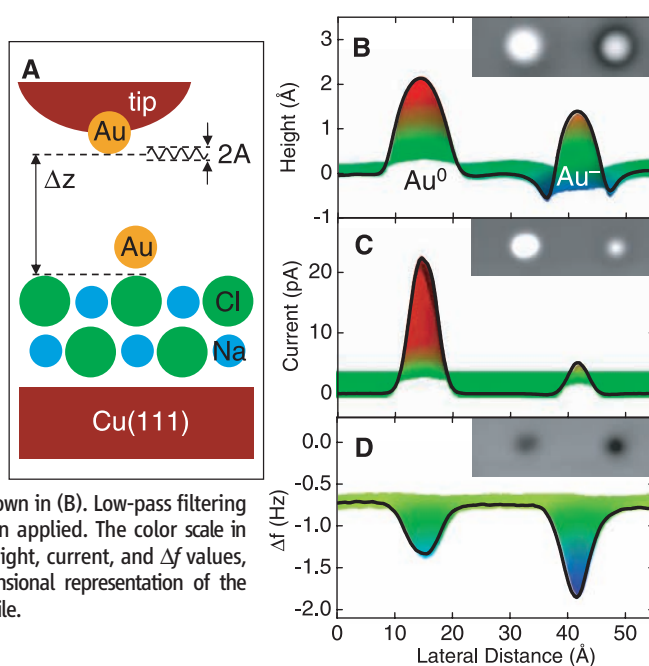 A
tip
Au
2A
Δz
Au
Cl
Na
Cu(111)
own in (B). Low-pass filtering
n applied. The color scale in
ight, current, and Δf values,
nsional representation of the
ile.
B
Height (Å)
3
2
1
0
-1
Au⁰
Au⁻
C
Current (pA)
20
10
0
D
Δf (Hz)
0.0
-0.5
-1.0
-1.5
-2.0
0 10 20 30 40 50
Lateral Distance (Å)